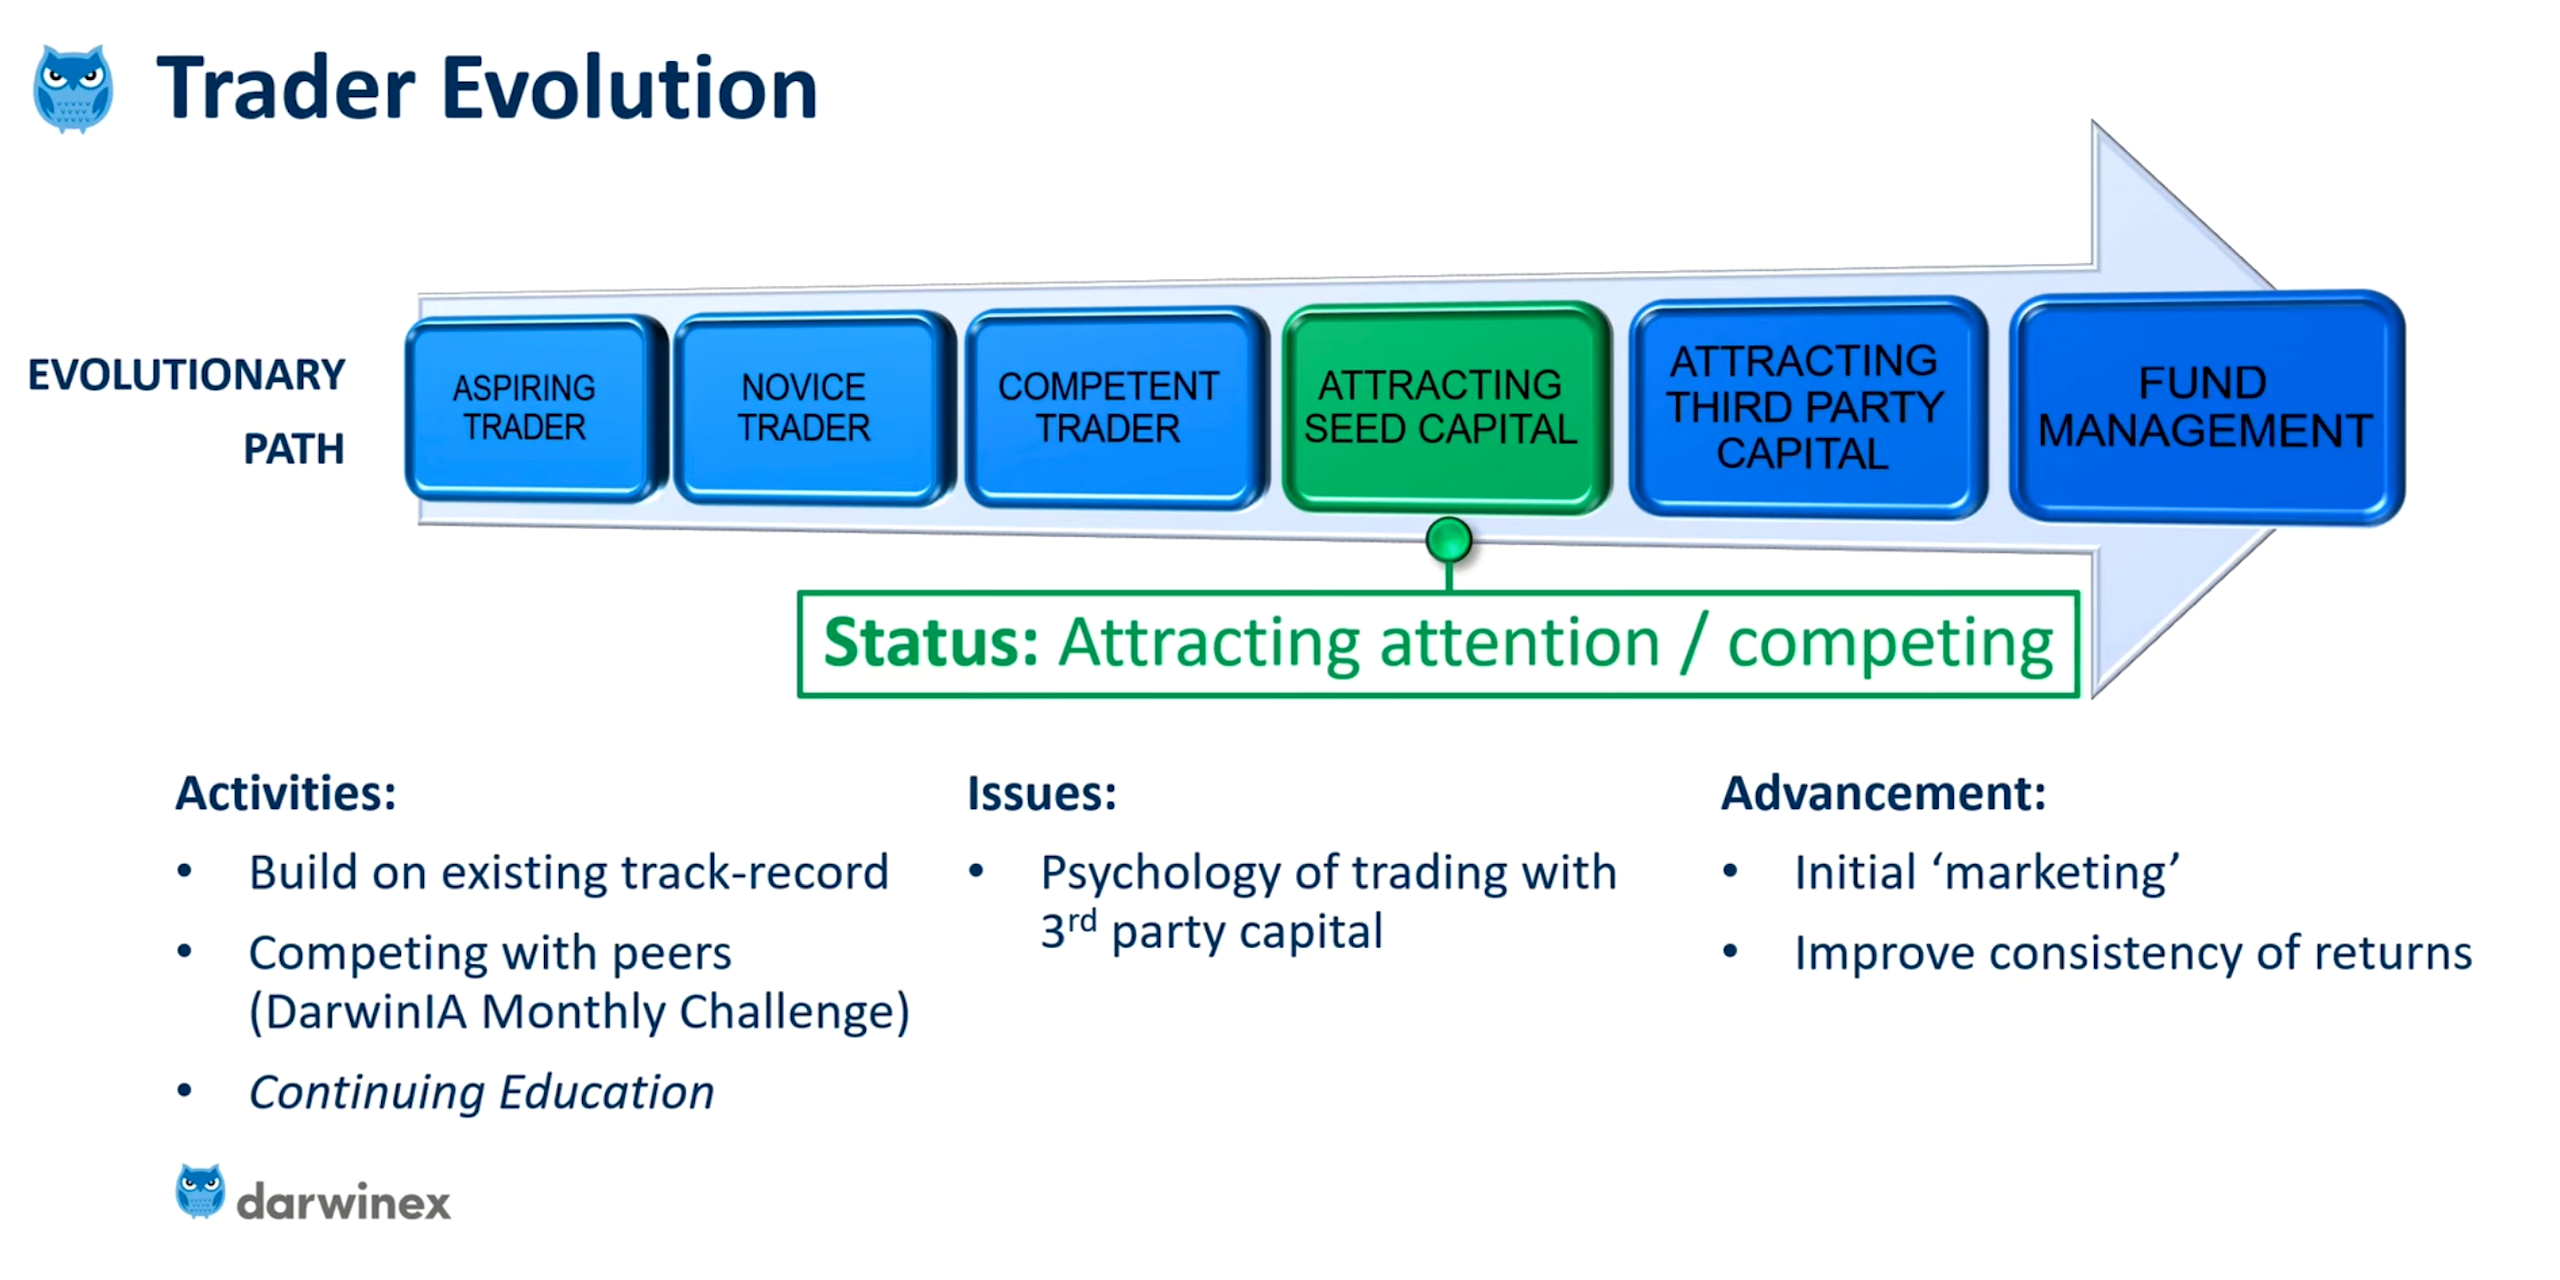 Trader Evolution
EVOLUTIONARY
PATH
ASPIRING
TRADER
NOVICE
TRADER
COMPETENT
TRADER
ATTRACTING
SEED CAPITAL
ATTRACTING
THIRD PARTY
CAPITAL
FUND
MANAGEMENT
Status: Attracting attention / competing
Activities:
• Build on existing track-record
• Competing with peers
(DarwinIA Monthly Challenge)
• Continuing Education
Issues:
• Psychology of trading with
3rd party capital
Advancement:
• Initial ‘marketing’
• Improve consistency of returns
darwinex